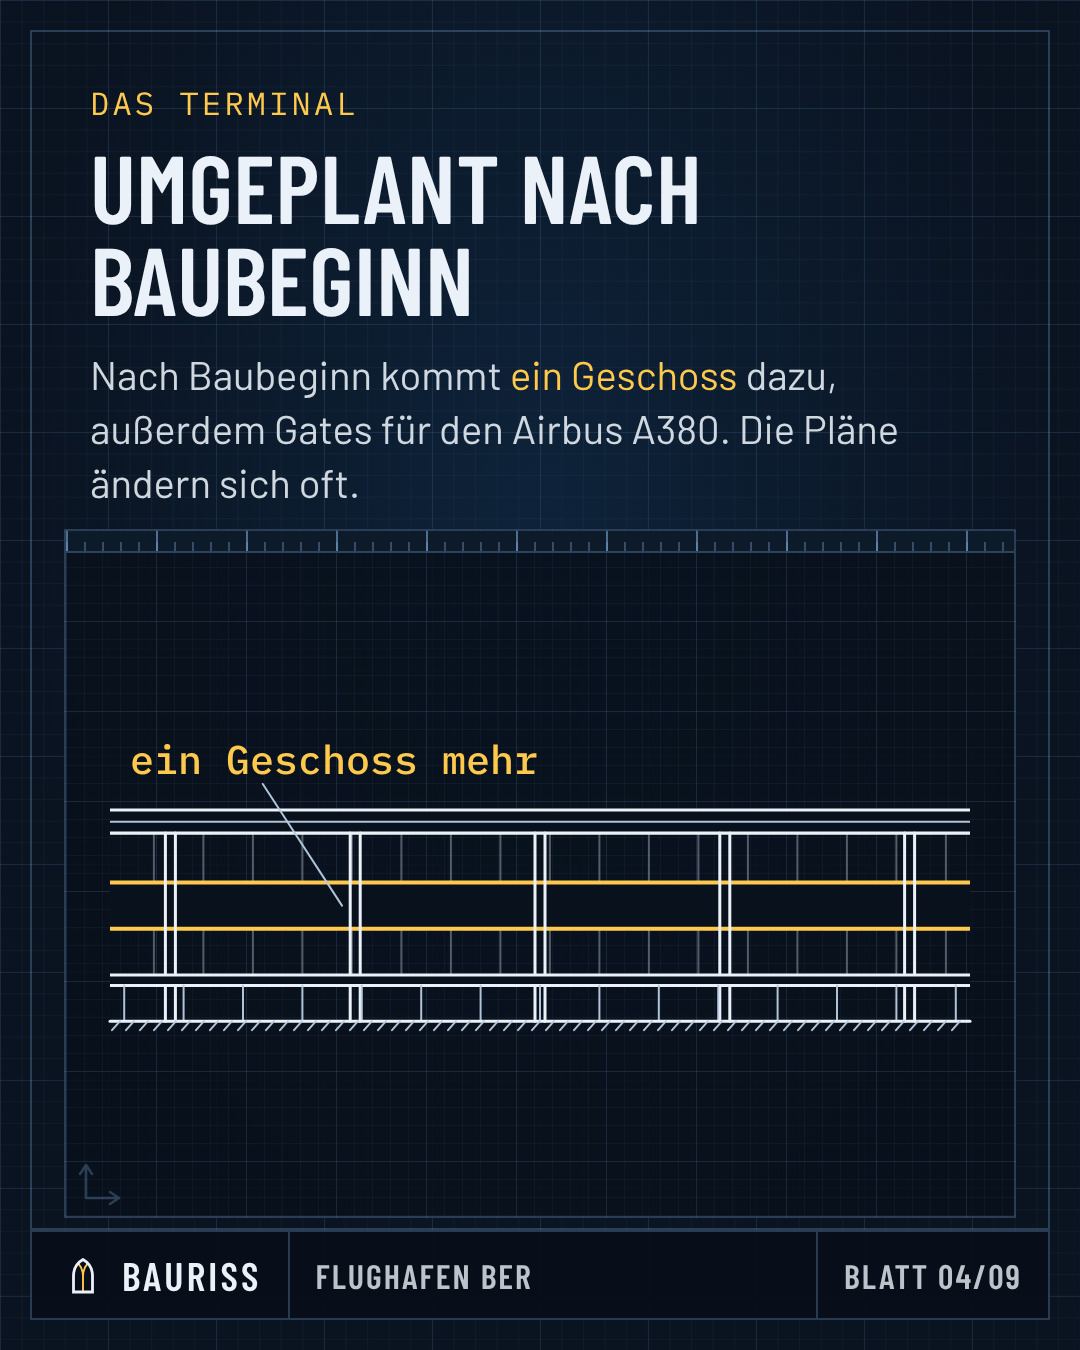 DAS TERMINAL
UMGEPLANT NACH
BAUBEGINN
Nach Baubeginn kommt ein Geschoss dazu,
außerdem Gates für den Airbus A380. Die Pläne
ändern sich oft.
ein Geschoss mehr
BAURISS
FLUGHAFEN BER
BLATT 04/09